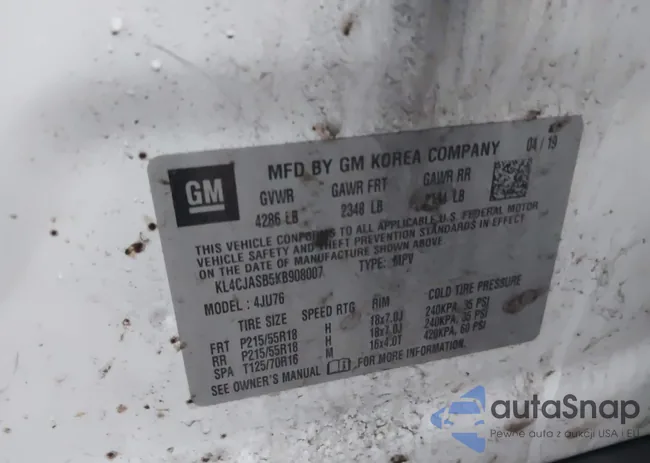 GM
MFD BY GM KOREA COMPANY 04/19
GVWR GAWR FRT GAWR RR
4286 LB 2348 LB LB
THIS VEHICLE CONFORMS TO ALL APPLICABLE U.S. FEDERAL MOTOR
VEHICLE SAFETY AND THEFT PREVENTION STANDARDS IN EFFECT
ON THE DATE OF MANUFACTURE SHOWN ABOVE.
KL4CJASB5KB908007 TYPE: MPV
MODEL: 4JU76
TIRE SIZE SPEED RTG RIM COLD TIRE PRESSURE
FRT P215/55R18 H 18x7.0J 240KPA, 35 PSI
RR P215/55R18 H 18x7.0J 240KPA, 35 PSI
SPA T125/70R16 M 16x4.0T 420KPA, 60 PSI
SEE OWNER'S MANUAL FOR MORE INFORMATION.
autaSnap
Pewne auta z aukcji USA i EU